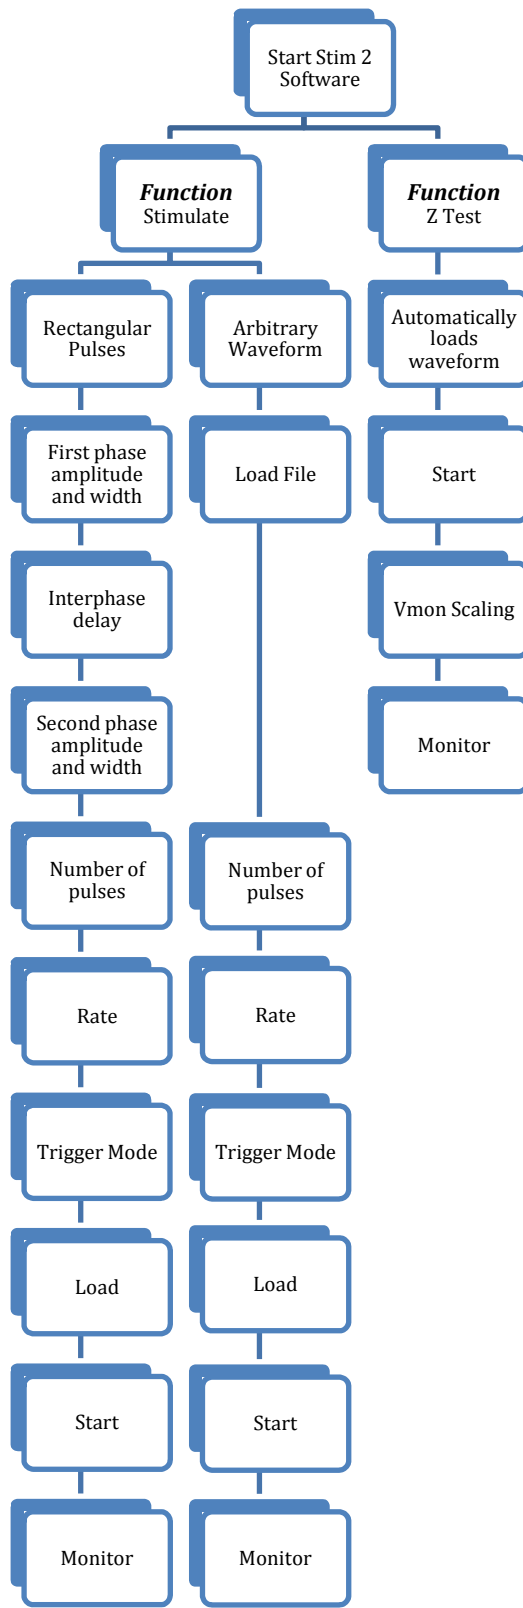 Start Stim 2
Software
Function
Stimulate
Function
Z Test
Rectangular
Pulses
Arbitrary
Waveform
Automatically
loads
waveform
First phase
amplitude
and width
Load File
Start
Interphase
delay
Vmon Scaling
Second phase
amplitude
and width
Monitor
Number of
pulses
Number of
pulses
Rate
Rate
Trigger Mode
Trigger Mode
Load
Load
Start
Start
Monitor
Monitor